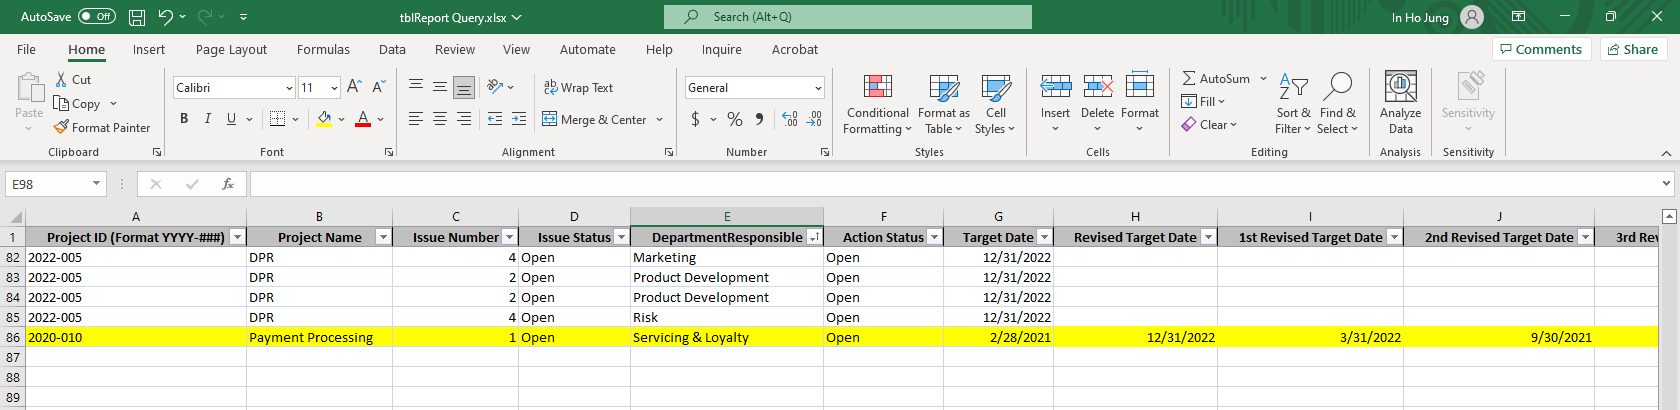 AutoSave Off tblReport Query.xlsx Search (Alt+Q) In Ho Jung
File Home Insert Page Layout Formulas Data Review View Automate Help Inquire Acrobat Comments Share
Paste Cut Copy Format Painter Clipboard
Calibri 11 A A B I U A Font
ab Wrap Text Merge & Center Alignment
General $ % 9 .00 .00 Number
Conditional Formatting Format as Table Cell Styles Styles
Insert Delete Format Cells
AutoSum Fill Clear Sort & Filter Find & Select Editing
Analyze Data Analysis
Sensitivity Sensitivity
E98 fx
A B C D E F G H I J
1 Project ID (Format YYYY-###) Project Name Issue Number Issue Status DepartmentResponsible Action Status Target Date Revised Target Date 1st Revised Target Date 2nd Revised Target Date 3rd Rev
82 2022-005 DPR 4 Open Marketing Open 12/31/2022
83 2022-005 DPR 2 Open Product Development Open 12/31/2022
84 2022-005 DPR 2 Open Product Development Open 12/31/2022
85 2022-005 DPR 4 Open Risk Open 12/31/2022
86 2020-010 Payment Processing 1 Open Servicing & Loyalty Open 2/28/2021 12/31/2022 3/31/2022 9/30/2021
87
88
89